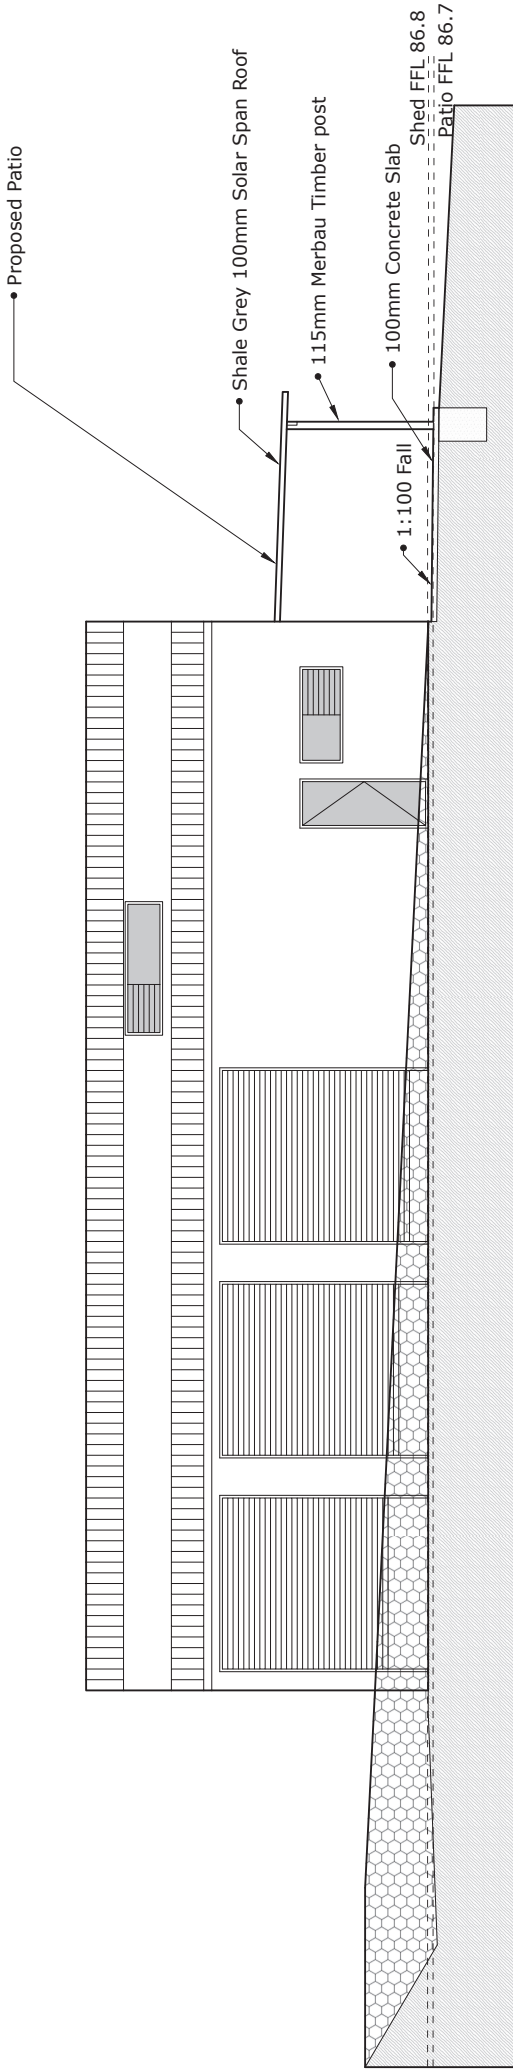 Proposed Patio
Shale Grey 100mm Solar Span Roof
115mm Merbau Timber post
100mm Concrete Slab
1:100 Fall
Shed FFL 86.8
Patio FFL 86.7